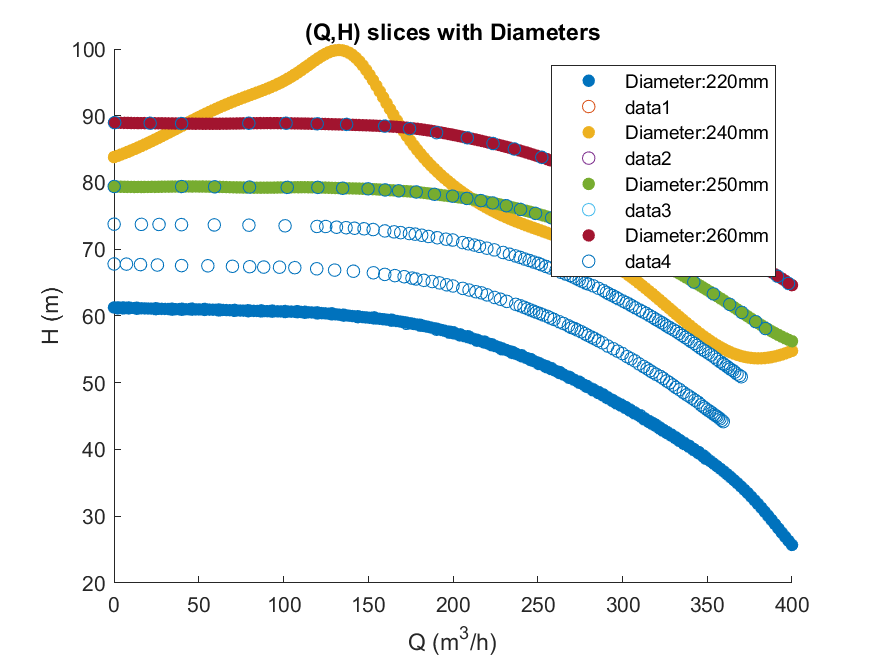 (Q,H) slices with Diameters
100
90
80
70
60
50
40
30
20
H (m)
0 50 100 150 200 250 300 350 400
Q (m³/h)
Diameter:220mm
data1
Diameter:240mm
data2
Diameter:250mm
data3
Diameter:260mm
data4